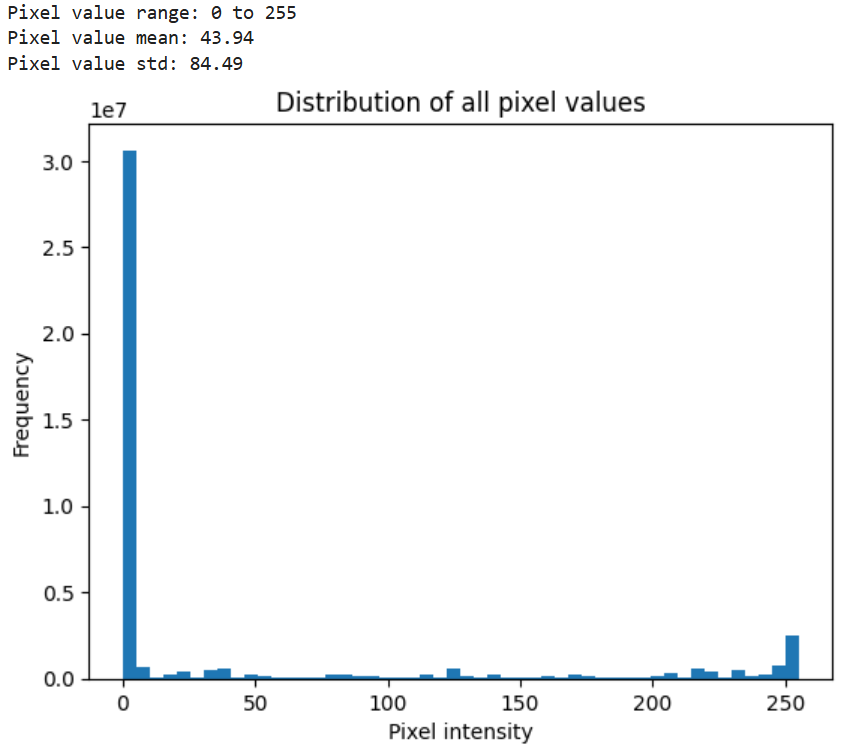 Pixel value range: 0 to 255
Pixel value mean: 43.94
Pixel value std: 84.49
Distribution of all pixel values
1e7
3.0
2.5
2.0
1.5
1.0
0.5
0.0
Frequency
0 50 100 150 200 250
Pixel intensity